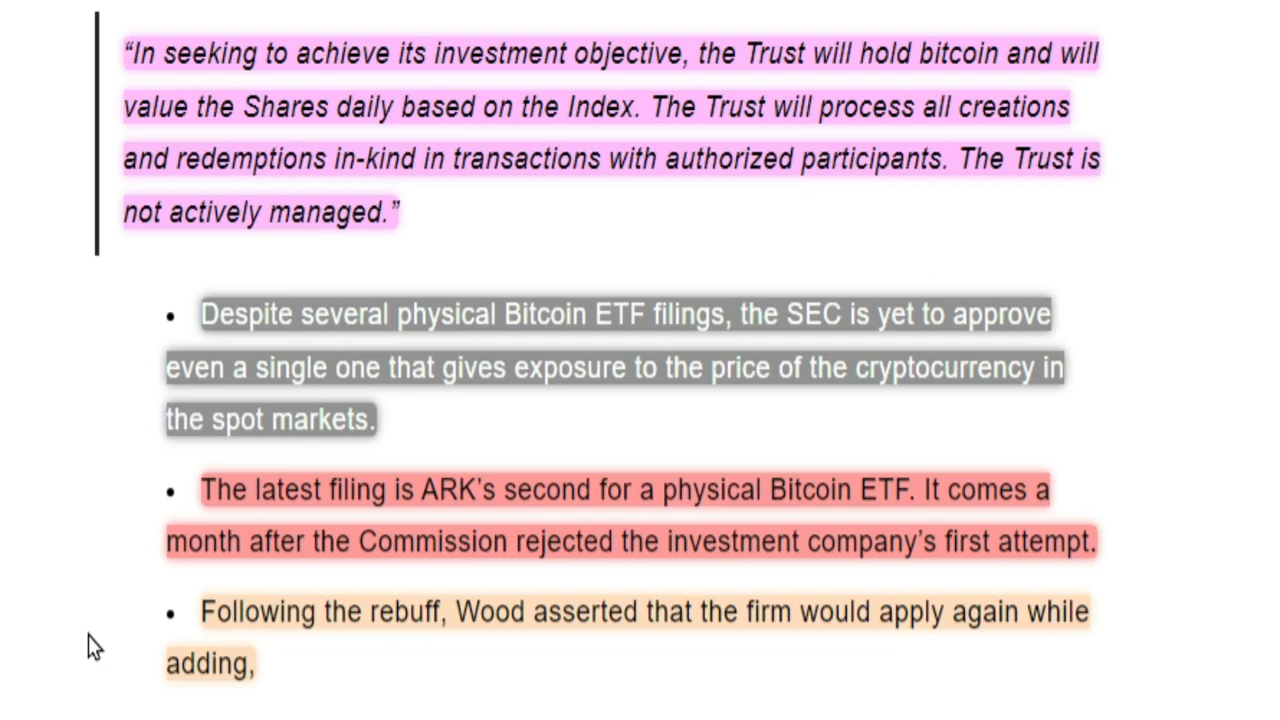 “In seeking to achieve its investment objective, the Trust will hold bitcoin and will
value the Shares daily based on the Index. The Trust will process all creations
and redemptions in-kind in transactions with authorized participants. The Trust is
not actively managed.”
• Despite several physical Bitcoin ETF filings, the SEC is yet to approve
even a single one that gives exposure to the price of the cryptocurrency in
the spot markets.
• The latest filing is ARK’s second for a physical Bitcoin ETF. It comes a
month after the Commission rejected the investment company’s first attempt.
• Following the rebuff, Wood asserted that the firm would apply again while
adding,